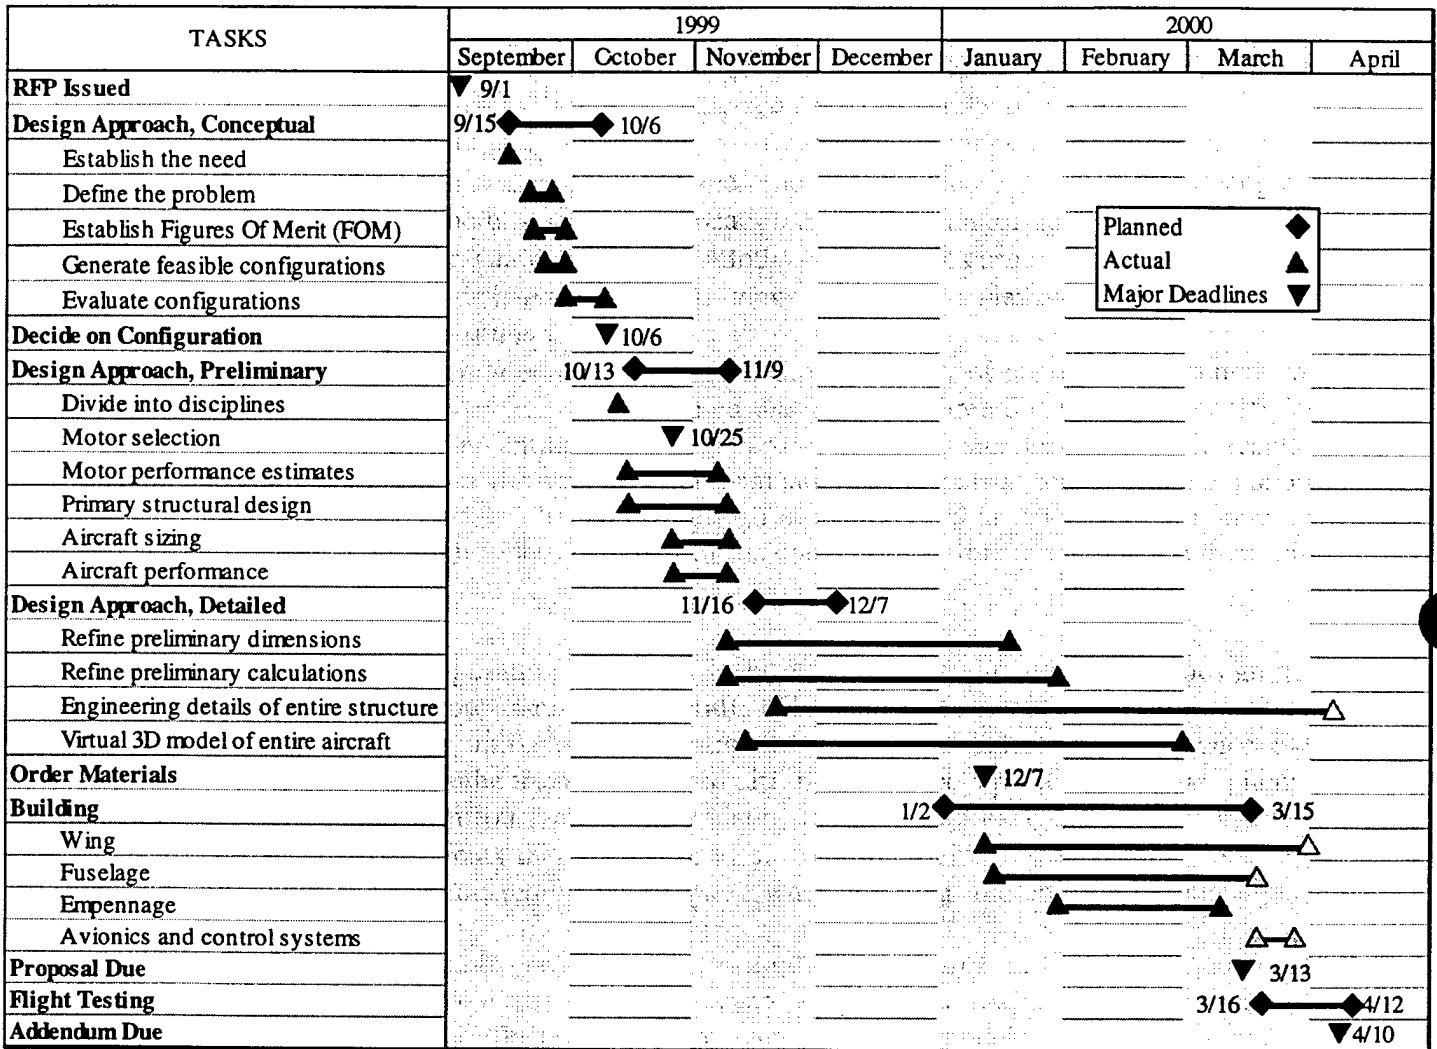 TASKS
1999
2000
September October November December January February March April
RFP Issued 9/1
Design Approach, Conceptual 9/15 10/6
Establish the need
Define the problem
Establish Figures Of Merit (FOM)
Planned
Generate feasible configurations
Actual
Evaluate configurations
Major Deadlines
Decide on Configuration 10/6
Design Approach, Preliminary 10/13 11/9
Divide into disciplines
Motor selection 10/25
Motor performance estimates
Primary structural design
Aircraft sizing
Aircraft performance
Design Approach, Detailed 11/16 12/7
Refine preliminary dimensions
Refine preliminary calculations
Engineering details of entire structure
Virtual 3D model of entire aircraft
Order Materials 12/7
Building 1/2 3/15
Wing
Fuselage
Empennage
Avionics and control systems
Proposal Due 3/13
Flight Testing 3/16 4/12
Addendum Due 4/10